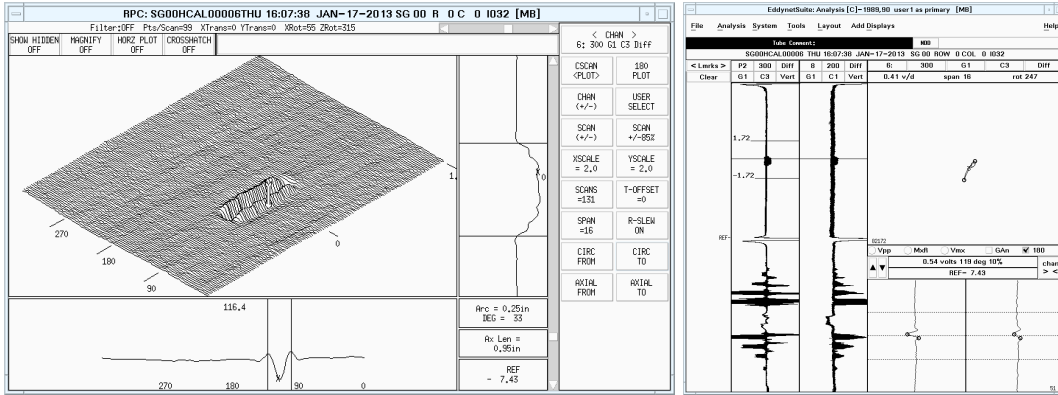 RPC: SG00HCAL00006THU 16:07:38 JAN-17-2013 SG 00 R 0 C 0 I032 [MB]
Filter:OFF Pts/Scan=99 XTrans=0 YTrans=0 XRot=55 ZRot=315
SHOW HIDDEN OFF
MAGNIFY OFF
HORZ PLOT OFF
CROSSHATCH OFF
270
180
90
0
1.
X0
116.4
270
180
X
90
0
Arc = 0.25in
DEG = 33
Ax Len =
0.95in
REF
- 7.43
< CHAN >
6: 300 G1 C3 Diff
CSCAN <PLOT>
180 PLOT
CHAN (+/-)
USER SELECT
SCAN (+/-)
SCAN +/-85%
XSCALE = 2.0
YSCALE = 2.0
SCANS =131
T-OFFSET =0
SPAN =16
R-SLEW ON
CIRC FROM
CIRC TO
AXIAL FROM
AXIAL TO
EddynetSuite: Analysis [C]-1989,90 user1 as primary [MB]
File Analysis System Tools Layout Add Displays Help
Tube Comment: NDD
SG00HCAL00006 THU 16:07:38 JAN-17-2013 SG 00 ROW 0 COL 0 I032
< Lmrks > P2 300 Diff 8 200 Diff 6: 300 G1 C3 Diff
Clear G1 C3 Vert G1 C1 Vert 0.41 v/d span 16 rot 247
1.72
-1.72
REF-
82172
Vpp Mxfl Vmx GAn 180
0.54 volts 119 deg 10%
REF- 7.43
chan
> <
51